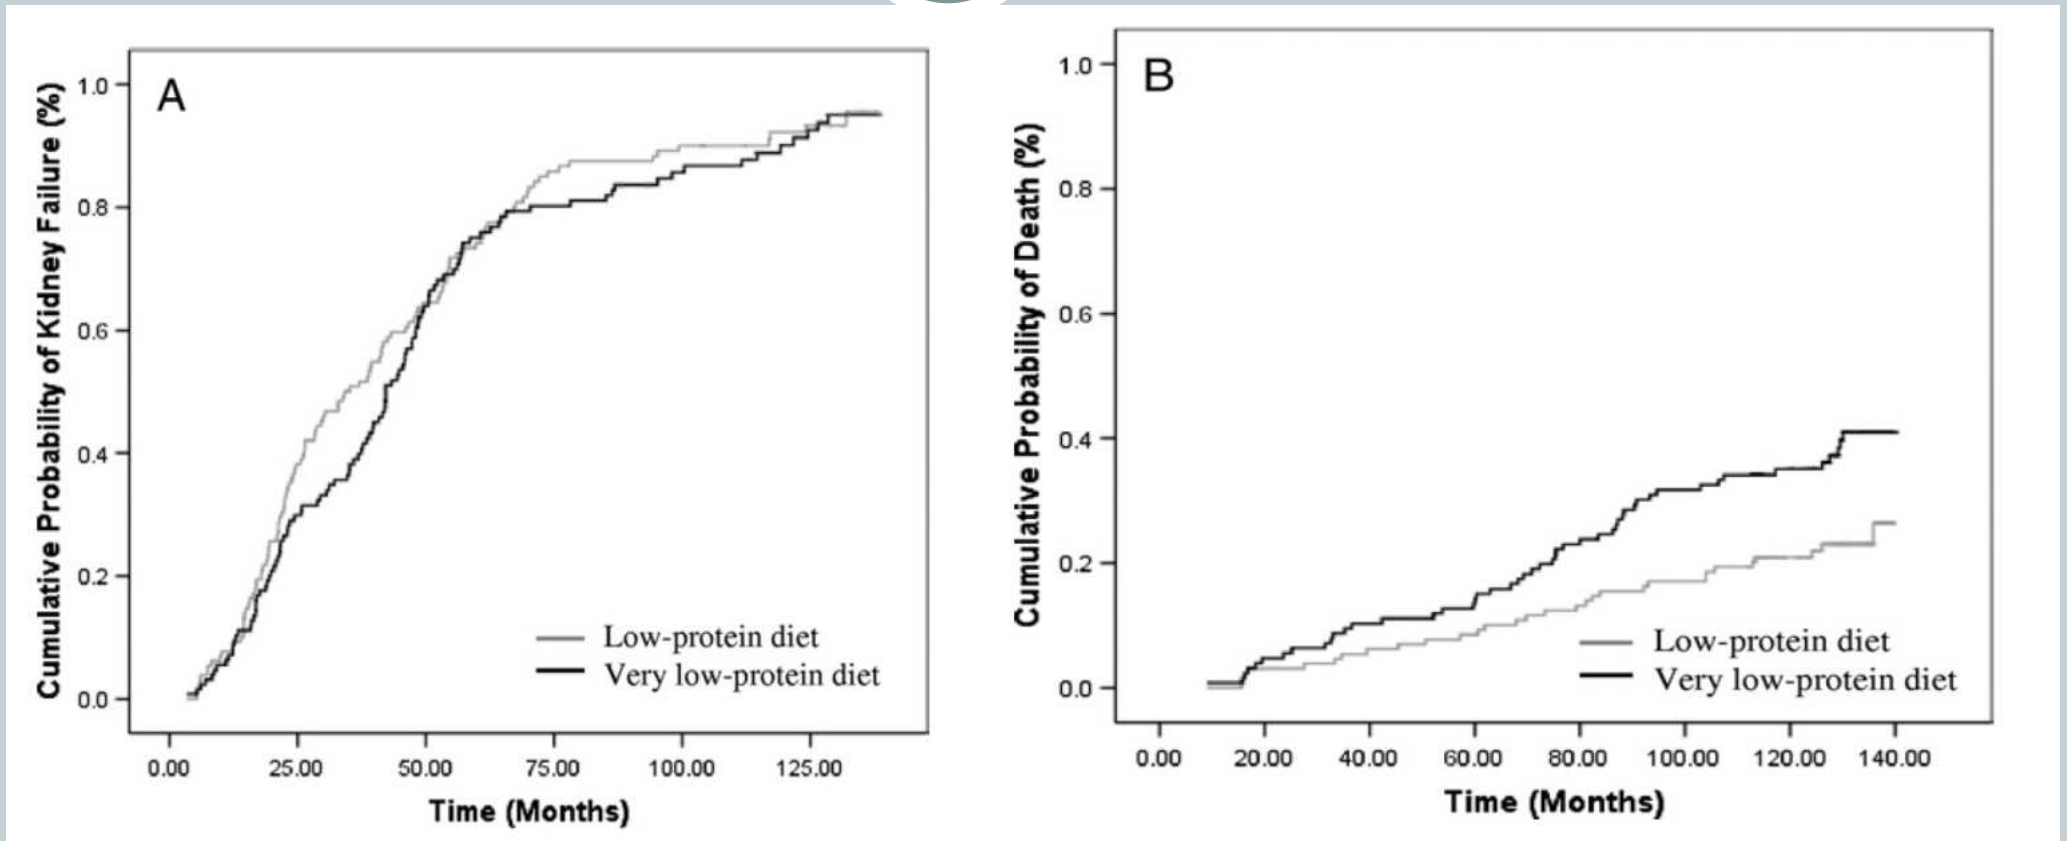 A
Cumulative Probability of Kidney Failure (%)
1.0
0.8
0.6
0.4
0.2
0.0
Low-protein diet
Very low-protein diet
0.00 25.00 50.00 75.00 100.00 125.00
Time (Months)
B
Cumulative Probability of Death (%)
1.0
0.8
0.6
0.4
0.2
0.0
Low-protein diet
Very low-protein diet
0.00 20.00 40.00 60.00 80.00 100.00 120.00 140.00
Time (Months)